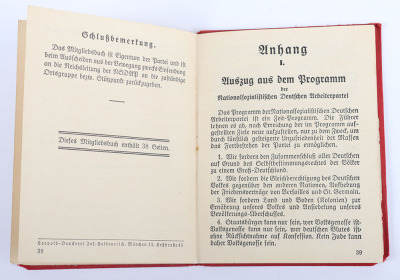 Schlußbemerkung.
Das Mitgliedsbuch ist Eigentum der Partei und ist
beim Ausscheiden aus der Bewegung zwecks Einsendung
an die Reichsleitung der NSDAP an die zuständige
Ortsgruppe bezw. Stützpunkt zurückzugeben.
Dieses Mitgliedsbuch enthält 38 Seiten.
38
Anhang
I.
Auszug aus dem Programm
der
Nationalsozialistischen Deutschen Arbeiterpartei
Das Programm der Nationalsozialistischen Deutschen
Arbeiterpartei ist ein Zeit-Programm. Die Führer
lehnen es ab, nach Erreichung der im Programm auf-
gestellten Ziele neue aufzustellen, nur zu dem Zweck, um
durch künstlich gesteigerte Unzufriedenheit der Massen
das Fortbestehen der Partei zu ermöglichen.
1. Wir fordern den Zusammenschluß aller Deutschen
auf Grund des Selbstbestimmungsrechtes der Völker
zu einem Groß-Deutschland.
2. Wir fordern die Gleichberechtigung des Deutschen
Volkes gegenüber den anderen Nationen, Aufhebung
der Friedensverträge von Versailles und St. Germain.
3. Wir fordern Land und Boden (Kolonien) zur
Ernährung unseres Volkes und Ansiedlung unseres
Bevölkerungs-Überschusses.
4. Staatsbürger kann nur sein, wer Volksgenosse ist.
Volksgenosse kann nur sein, wer deutschen Blutes ist,
ohne Rücksichtnahme auf Konfession. Kein Jude kann
daher Volksgenosse sein.
39